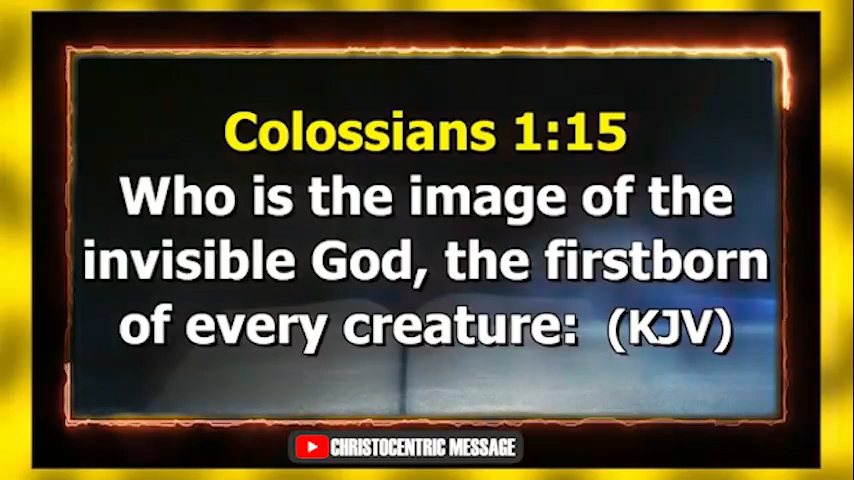 Colossians 1:15
Who is the image of the
invisible God, the firstborn
of every creature: (KJV)
CHRISTOCENTRIC MESSAGE